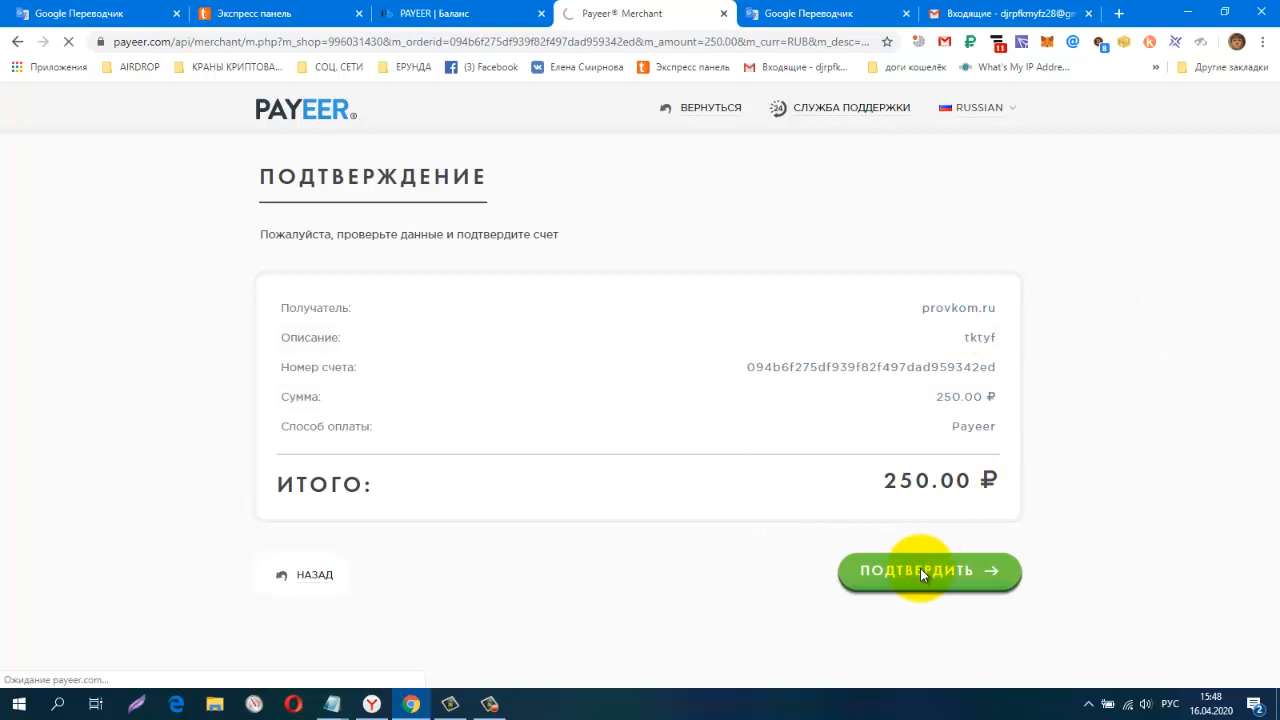 Google Переводчик
Экспресс панель
PAYEER | Баланс
Payeer® Merchant
Google Переводчик
Входящие - djrpfkmyfz28@gm
payeer.com/api/merchant/m.php?m_shop=996031430&m_orderid=094b6f275df939f82f497dad959342ed&m_amount=250.00&m_curr=RUB&m_desc=...
11
8
Приложения
AIRDROP
КРАНЫ КРИПТОВА...
СОЦ. СЕТИ
ЕРУНДА
(3) Facebook
Елена Смирнова
Экспресс панель
Входящие - djrpfk...
доги кошелёк
What's My IP Addre...
»
Другие закладки
PAYEER®
ВЕРНУТЬСЯ
24
СЛУЖБА ПОДДЕРЖКИ
RUSSIAN
ПОДТВЕРЖДЕНИЕ
Пожалуйста, проверьте данные и подтвердите счет
Получатель: provkom.ru
Описание: tktyf
Номер счета: 094b6f275df939f82f497dad959342ed
Сумма: 250.00 ₽
Способ оплаты: Payeer
ИТОГО: 250.00 ₽
НАЗАД
ПОДТВЕРДИТЬ
Ожидание payeer.com...
РУС
15:48
16.04.2020
2